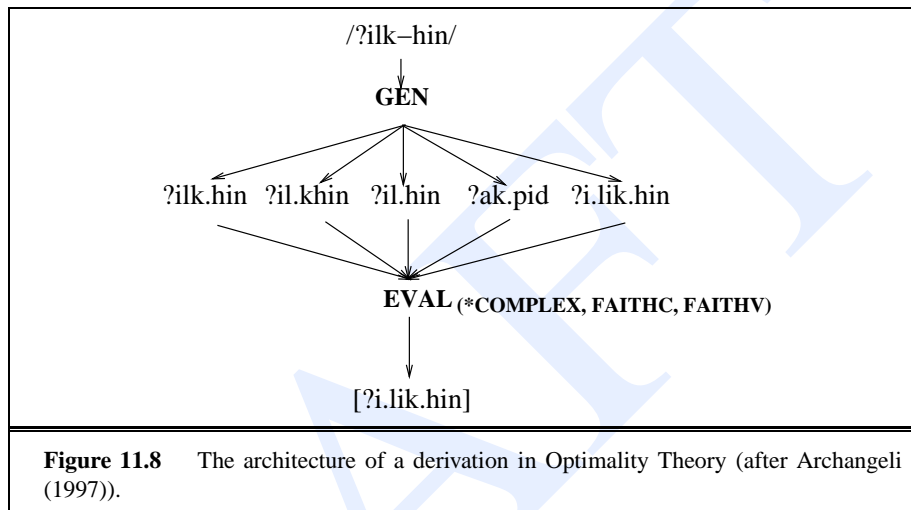 /?ilk−hin/
GEN
?ilk.hin ?il.khin ?il.hin ?ak.pid ?i.lik.hin
EVAL (*COMPLEX, FAITHC, FAITHV)
[?i.lik.hin]
Figure 11.8 The architecture of a derivation in Optimality Theory (after Archangeli
(1997)).